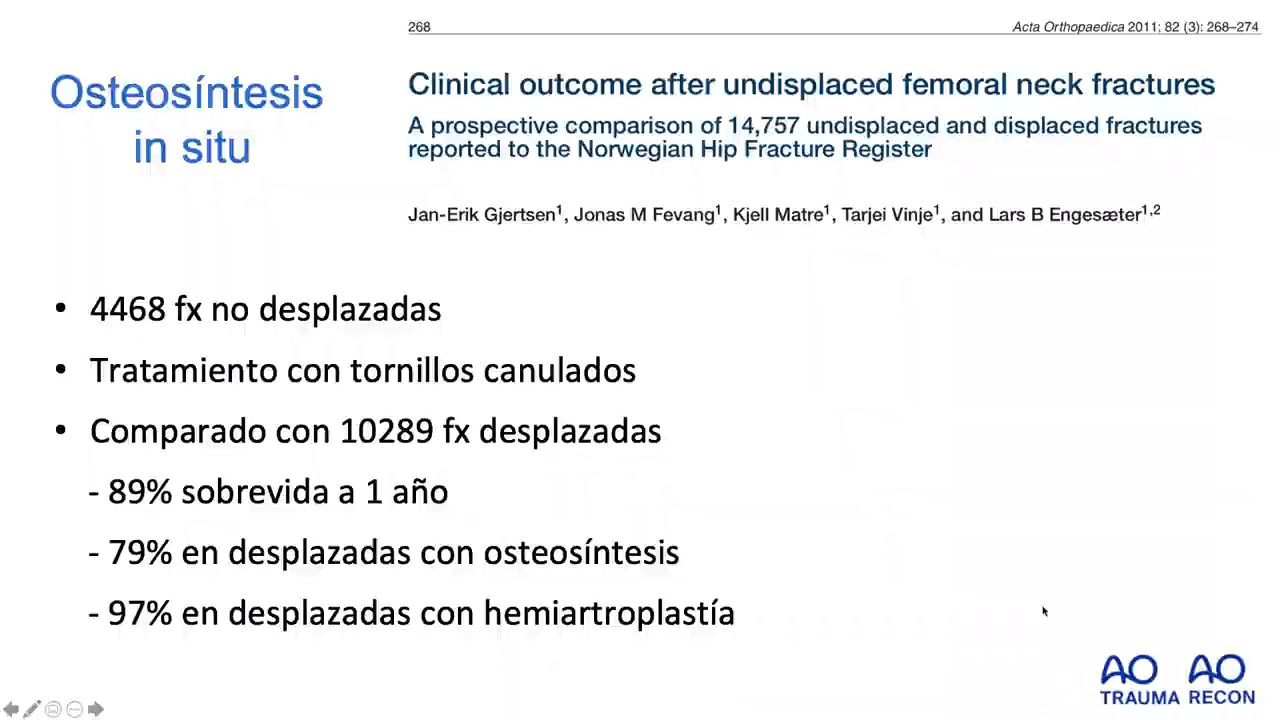 268
Acta Orthopaedica 2011; 82 (3): 268–274
Osteosíntesis
in situ
Clinical outcome after undisplaced femoral neck fractures
A prospective comparison of 14,757 undisplaced and displaced fractures
reported to the Norwegian Hip Fracture Register
Jan-Erik Gjertsen1, Jonas M Fevang1, Kjell Matre1, Tarjei Vinje1, and Lars B Engesæter1,2
• 4468 fx no desplazadas
• Tratamiento con tornillos canulados
• Comparado con 10289 fx desplazadas
- 89% sobrevida a 1 año
- 79% en desplazadas con osteosíntesis
- 97% en desplazadas con hemiartroplastía
AO AO
TRAUMA RECON